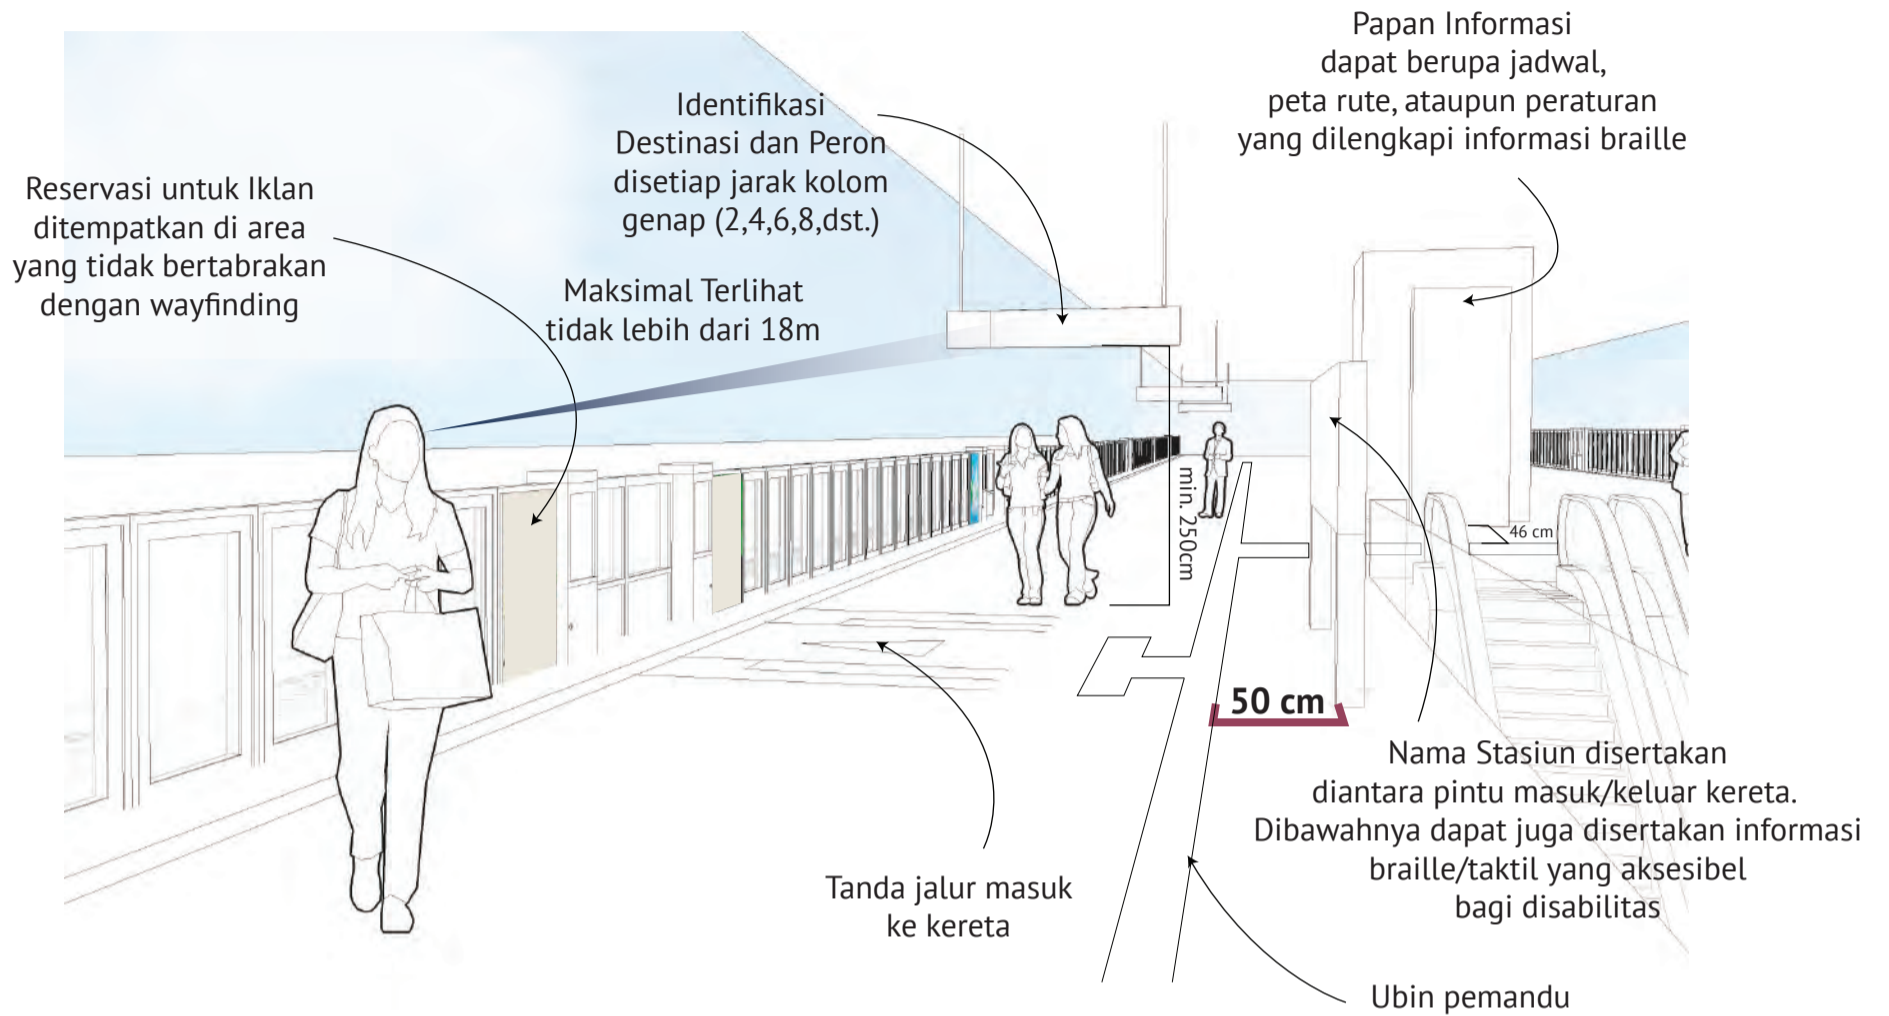 Papan Informasi
dapat berupa jadwal,
peta rute, ataupun peraturan
yang dilengkapi informasi braille
Identifikasi
Destinasi dan Peron
disetiap jarak kolom
genap (2,4,6,8,dst.)
Reservasi untuk Iklan
ditempatkan di area
yang tidak bertabrakan
dengan wayfinding
Maksimal Terlihat
tidak lebih dari 18m
min. 250cm
46 cm
50 cm
Nama Stasiun disertakan
diantara pintu masuk/keluar kereta.
Dibawahnya dapat juga disertakan informasi
braille/taktil yang aksesibel
bagi disabilitas
Tanda jalur masuk
ke kereta
Ubin pemandu